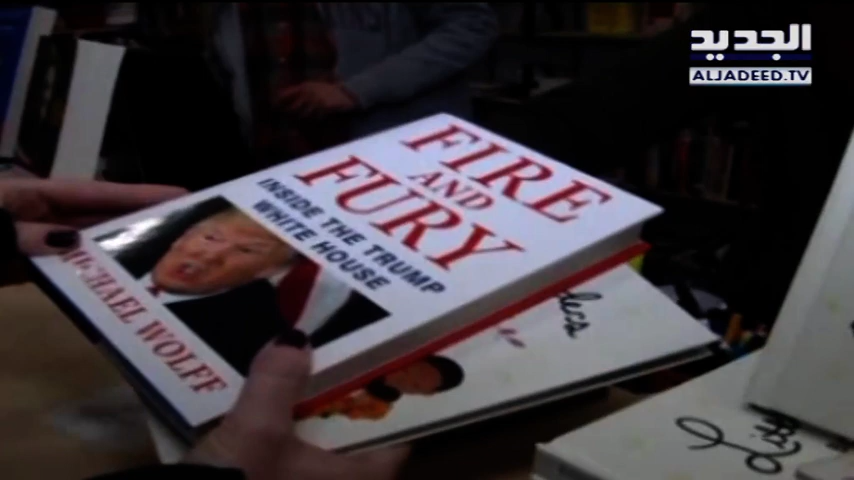 الجديد
ALJADEED.TV
FIRE
AND
FURY
INSIDE THE TRUMP
WHITE HOUSE
MICHAEL WOLFF